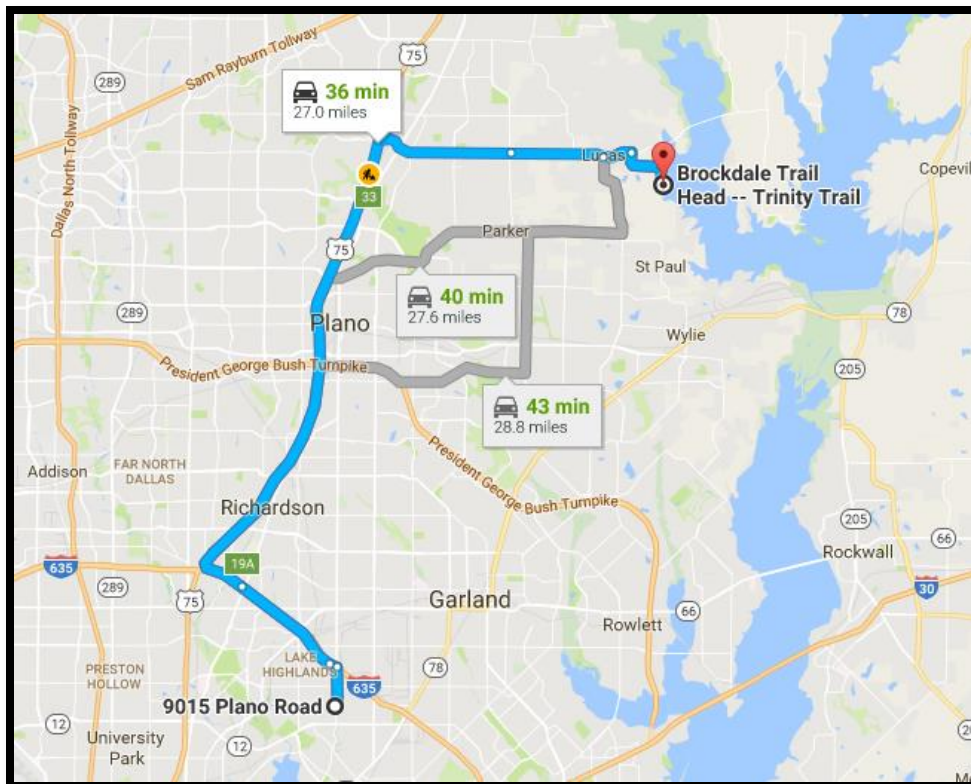 75
Sam Rayburn Tollway
289
75
36 min
27.0 miles
Dallas North Tollway
Lucas
Brockdale Trail
Head -- Trinity Trail
33
Parker
75
St Paul
40 min
27.6 miles
289
78
Plano
Wylie
President George Bush Turnpike
205
43 min
28.8 miles
Addison
FAR NORTH
DALLAS
President George Bush Turnpike
Richardson
205
66
Rockwall
19A
635
289
75
30
Garland
66
Rowlett
LAKE
HIGHLANDS
PRESTON
HOLLOW
78
635
9015 Plano Road
12
University
Park
12